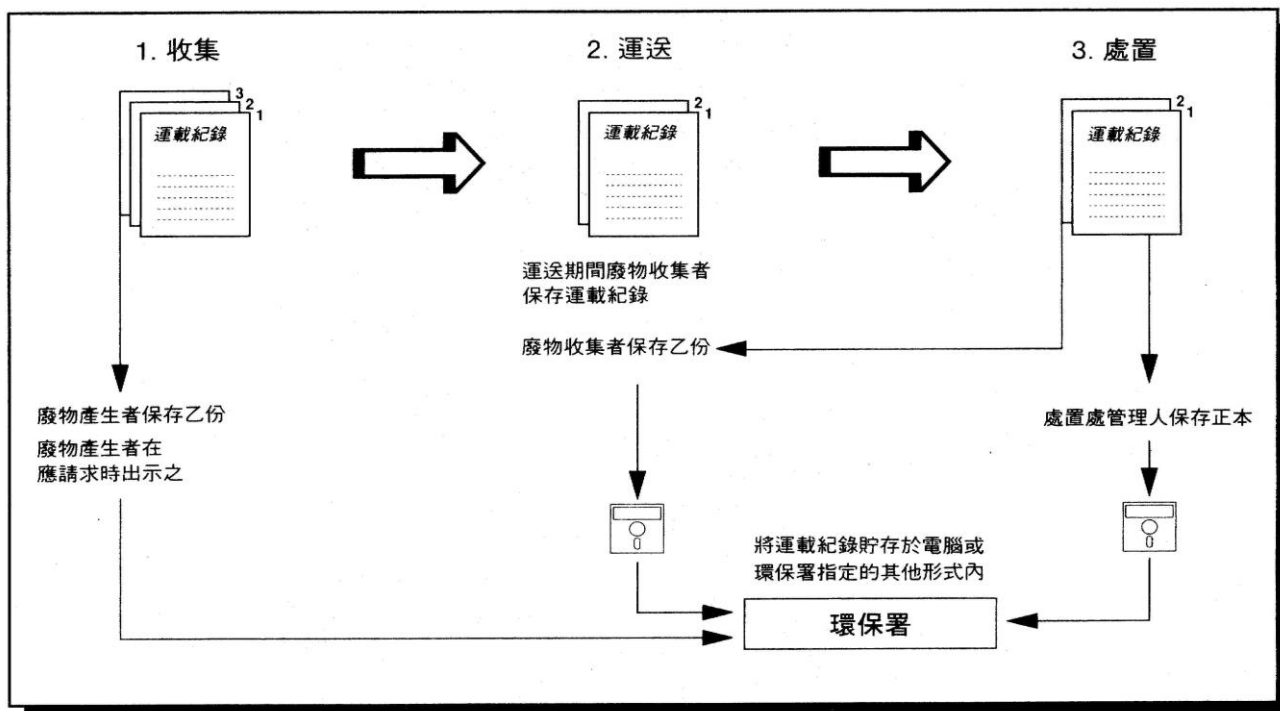 1. 收集
2. 運送
3. 處置
3
2
1
運載紀錄
2
1
運載紀錄
2
1
運載紀錄
運送期間廢物收集者
保存運載紀錄
廢物收集者保存乙份
廢物產生者保存乙份
廢物產生者在
應請求時出示之
處置處管理人保存正本
將運載紀錄貯存於電腦或
環保署指定的其他形式內
環保署